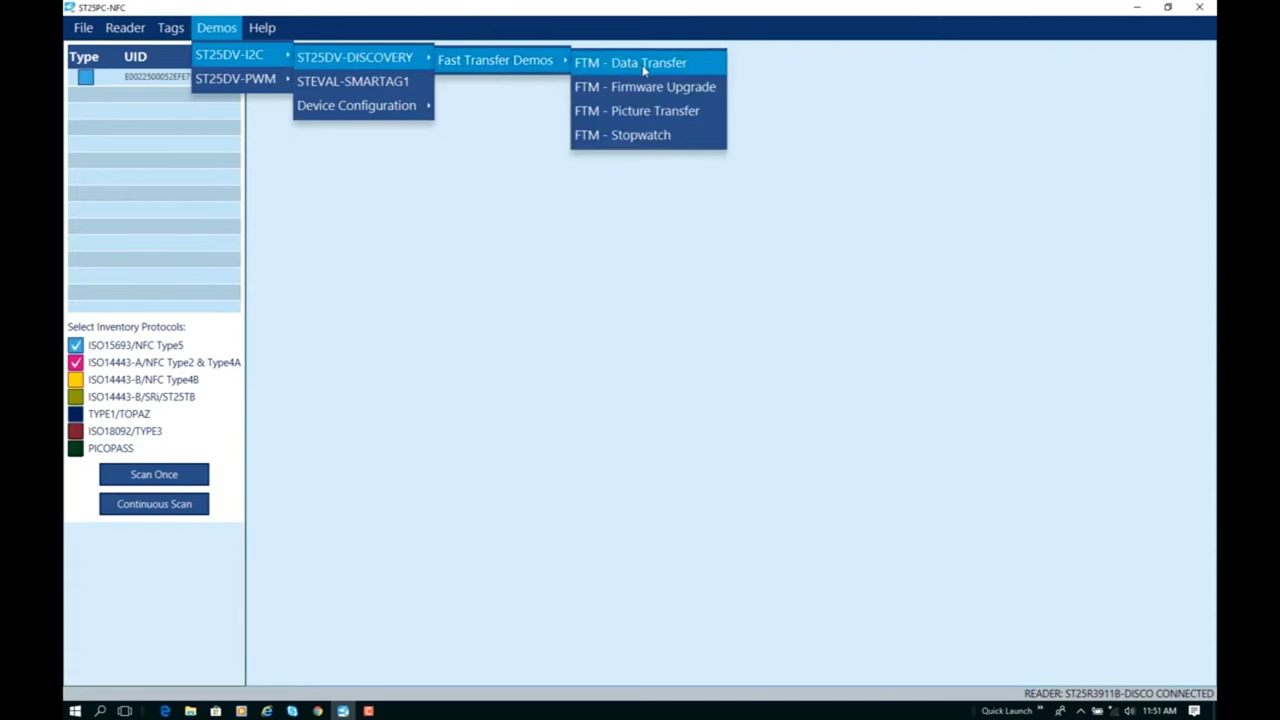 ST25PC-NFC
File Reader Tags Demos Help
Type UID
E0022500052EFE7
ST25DV-I2C
ST25DV-PWM
ST25DV-DISCOVERY
STEVAL-SMARTAG1
Device Configuration
Fast Transfer Demos
FTM - Data Transfer
FTM - Firmware Upgrade
FTM - Picture Transfer
FTM - Stopwatch
Select Inventory Protocols:
ISO15693/NFC Type5
ISO14443-A/NFC Type2 & Type4A
ISO14443-B/NFC Type4B
ISO14443-B/SRi/ST25TB
TYPE1/TOPAZ
ISO18092/TYPE3
PICOPASS
Scan Once
Continuous Scan
READER: ST25R3911B-DISCO CONNECTED
Quick Launch
11:51 AM